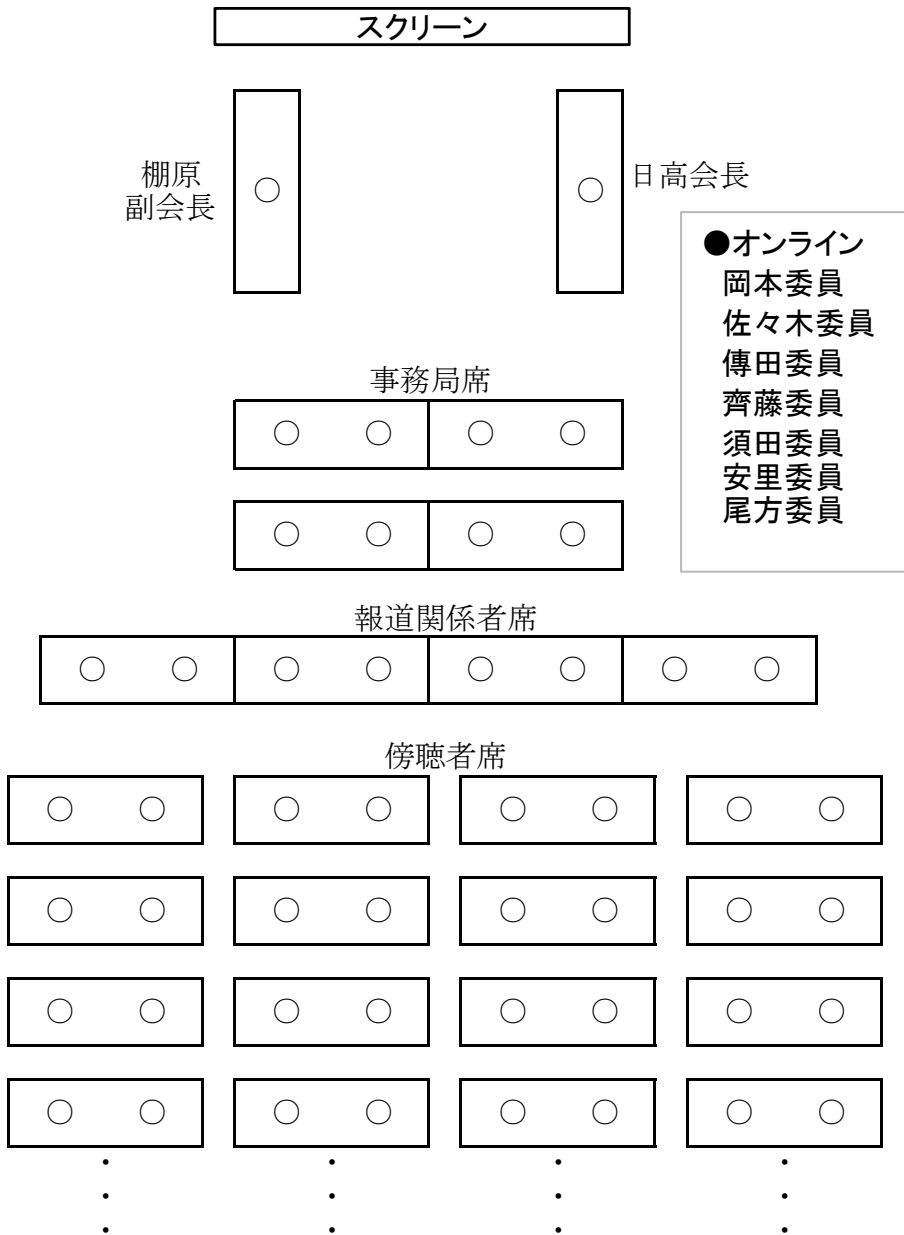 スクリーン
棚原
副会長
日高会長
●オンライン
岡本委員
佐々木委員
傳田委員
齊藤委員
須田委員
安里委員
尾方委員
事務局席
報道関係者席
傍聴者席